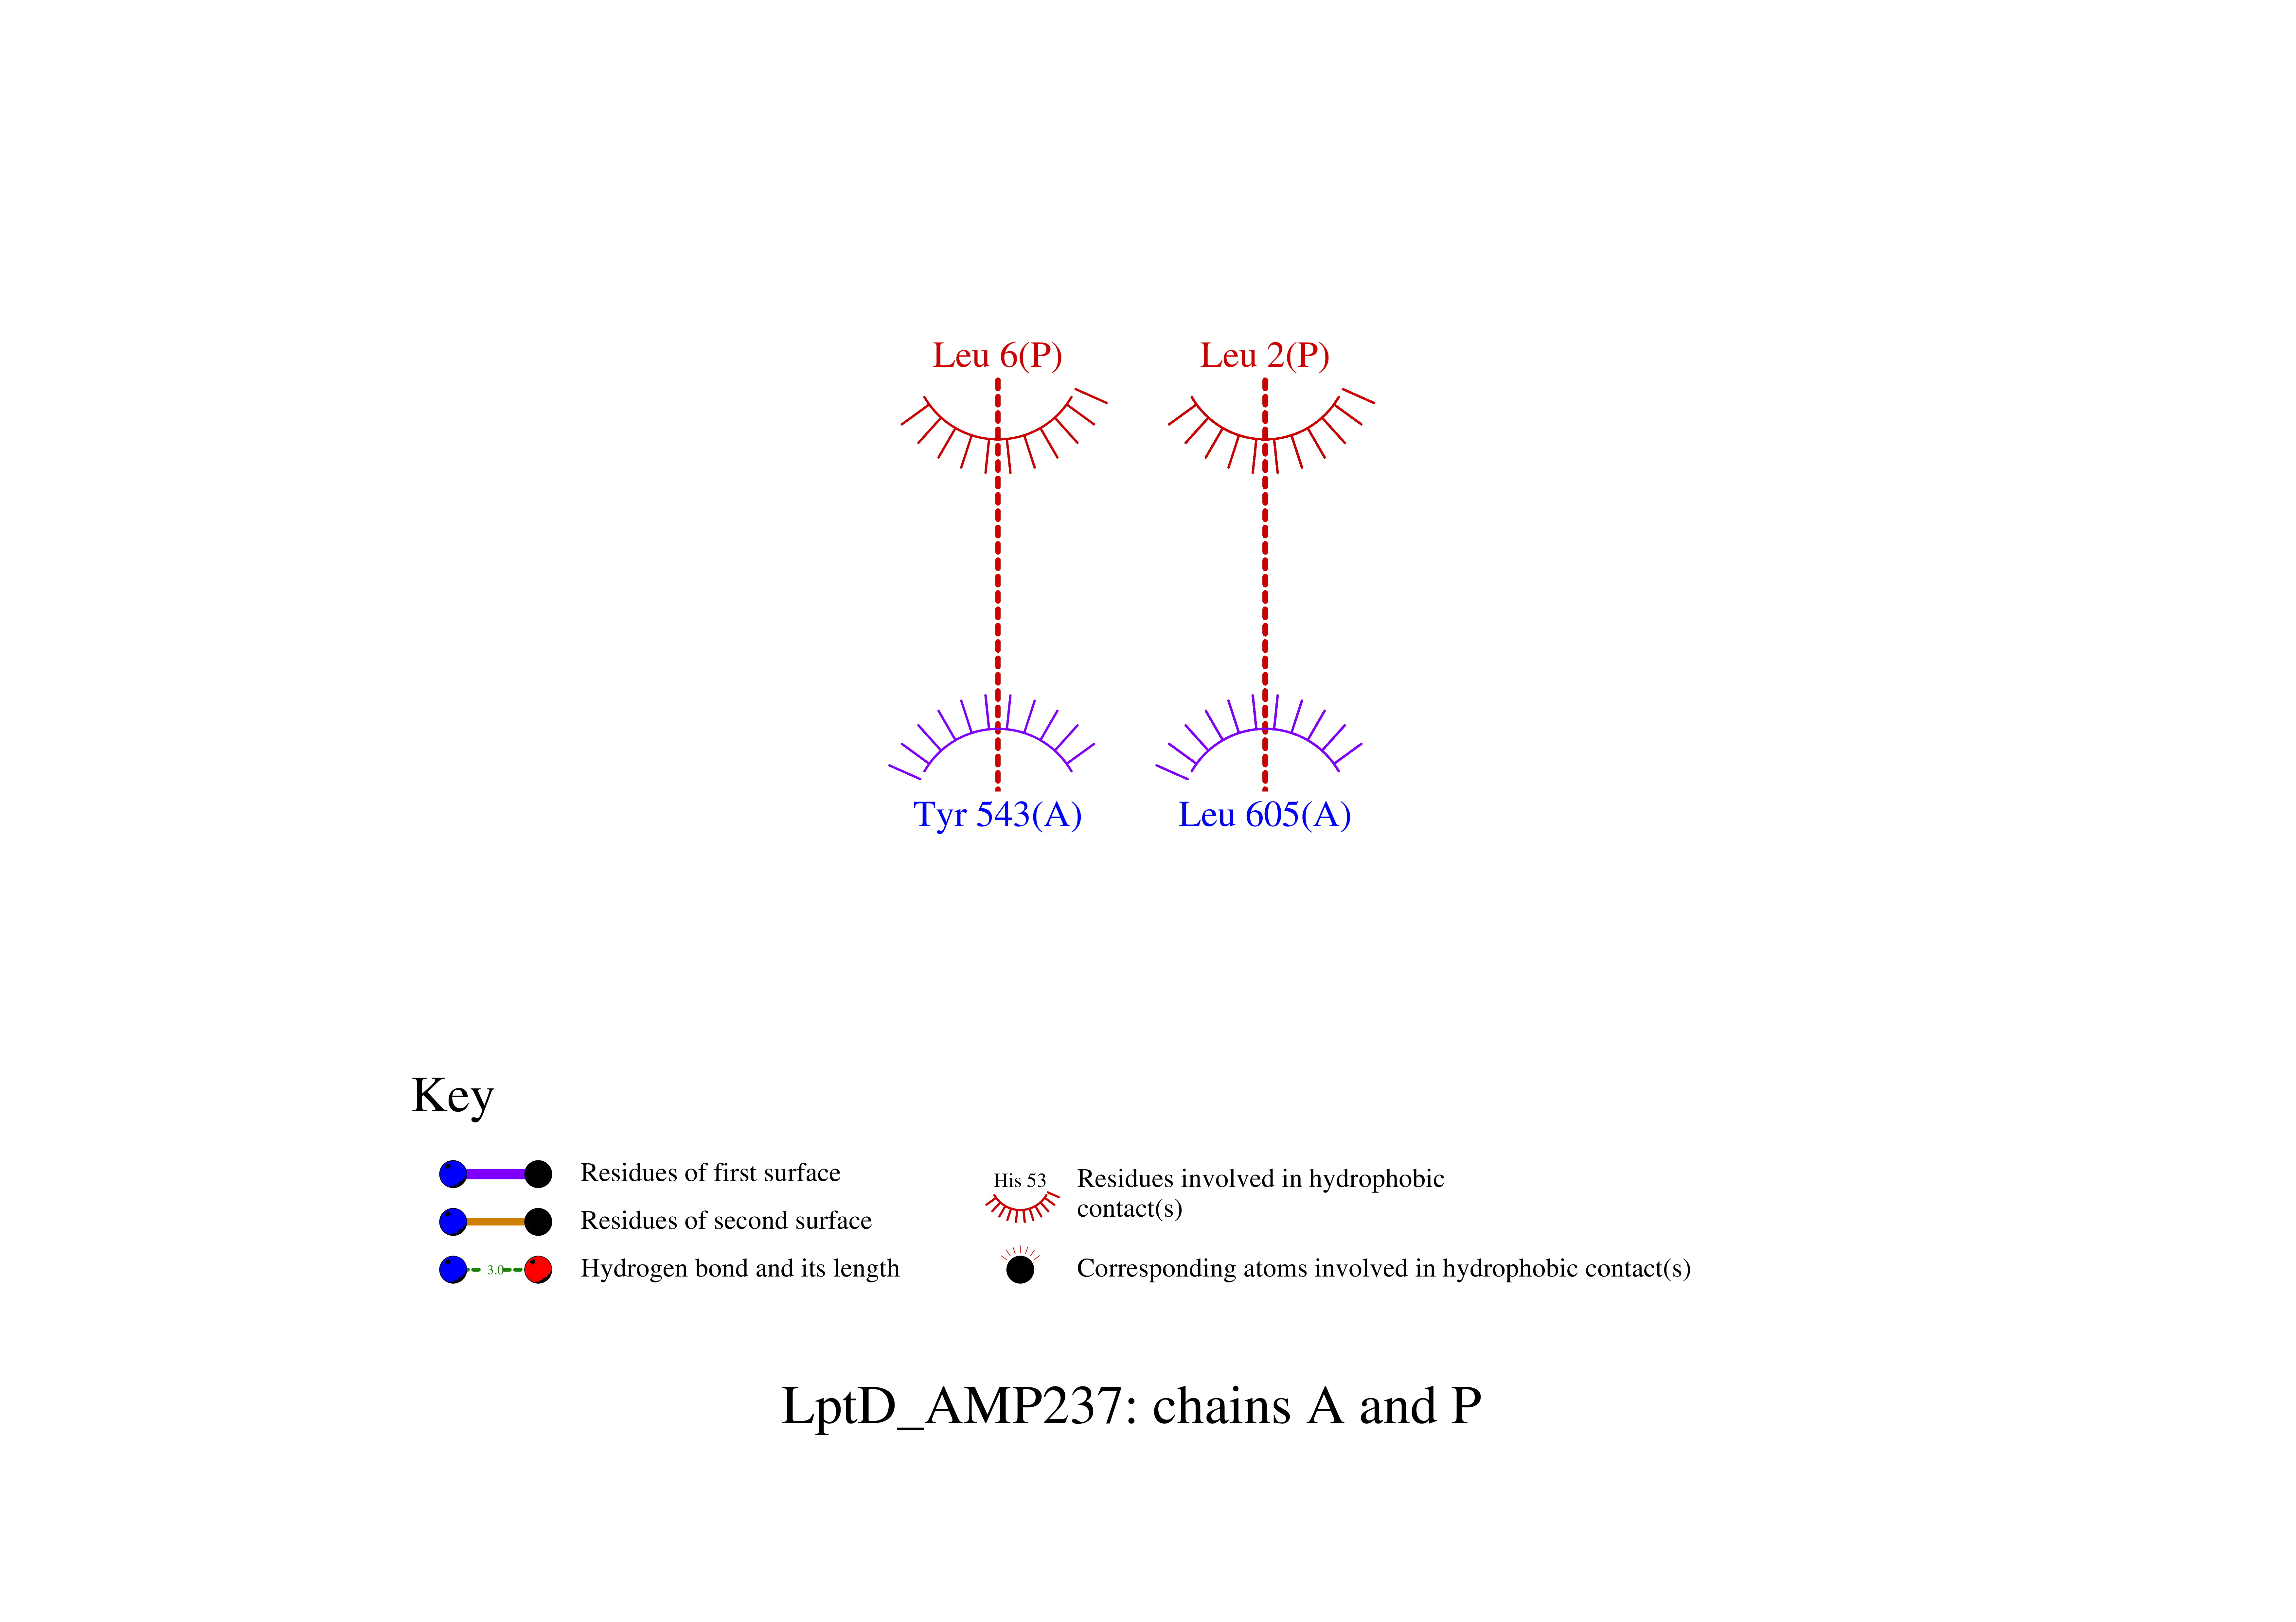 Leu 6(P) Leu 2(P)
Tyr 543(A) Leu 605(A)
Key
Residues of first surface
Residues of second surface
3.0
Hydrogen bond and its length
His 53
Residues involved in hydrophobic
contact(s)
Corresponding atoms involved in hydrophobic contact(s)
LptD_AMP237: chains A and P